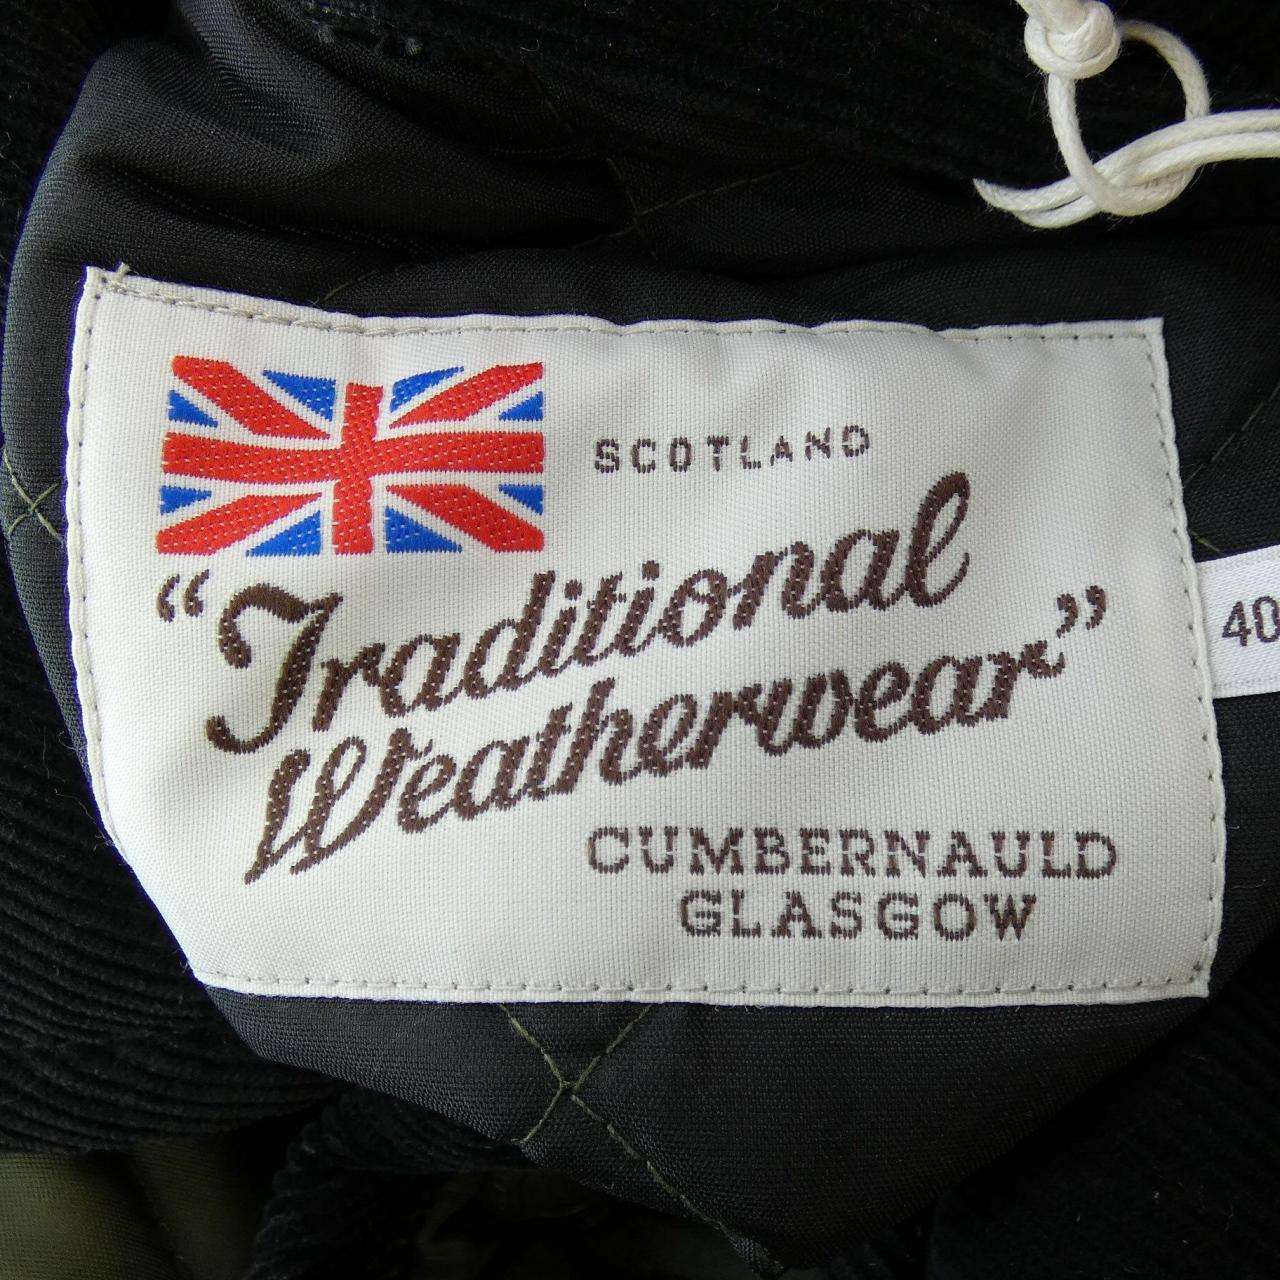 SCOTLAND
“Traditional
Weatherwear”
CUMBERNAULD
GLASGOW
40